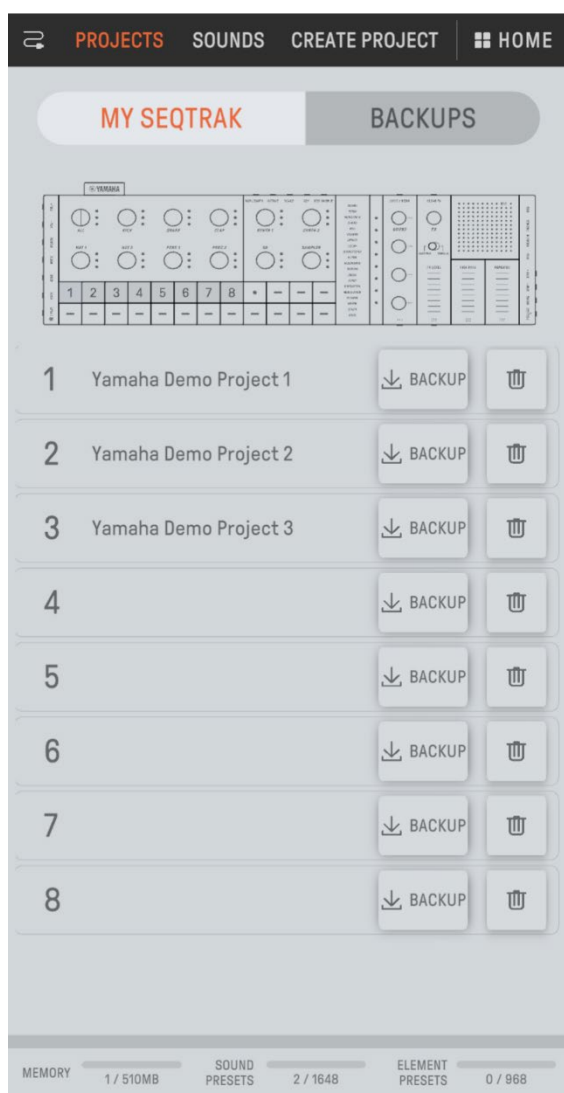 PROJECTS SOUNDS CREATE PROJECT HOME
MY SEQTRAK BACKUPS
YAMAHA
1 2 3 4 5 6 7 8
1 Yamaha Demo Project 1 BACKUP
2 Yamaha Demo Project 2 BACKUP
3 Yamaha Demo Project 3 BACKUP
4 BACKUP
5 BACKUP
6 BACKUP
7 BACKUP
8 BACKUP
MEMORY 1 / 510MB SOUND PRESETS 2 / 1648 ELEMENT PRESETS 0 / 968